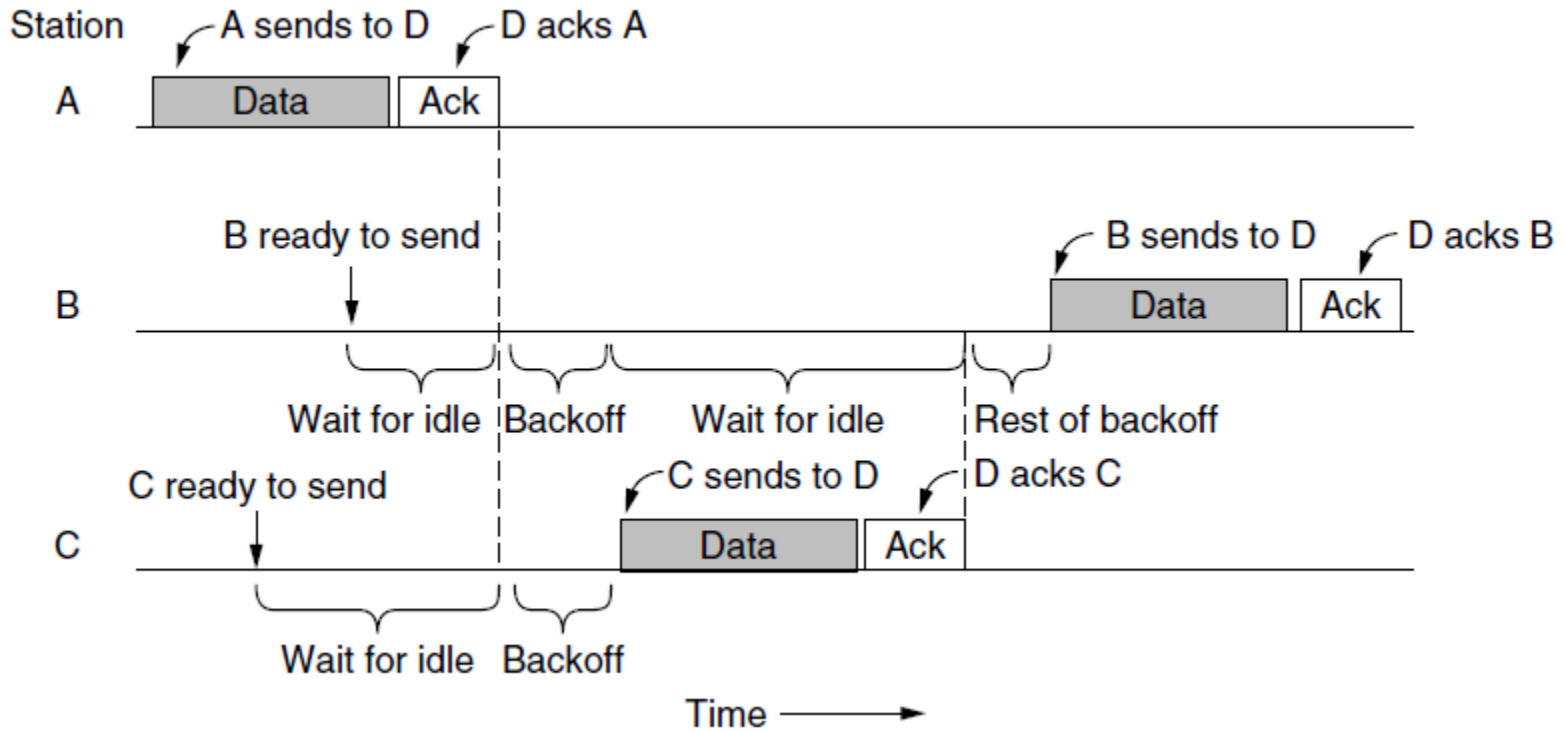 Station A sends to D D acks A
A Data Ack
B ready to send B sends to D D acks B
B Data Ack
Wait for idle Backoff Wait for idle Rest of backoff
C ready to send C sends to D D acks C
C Data Ack
Wait for idle Backoff
Time